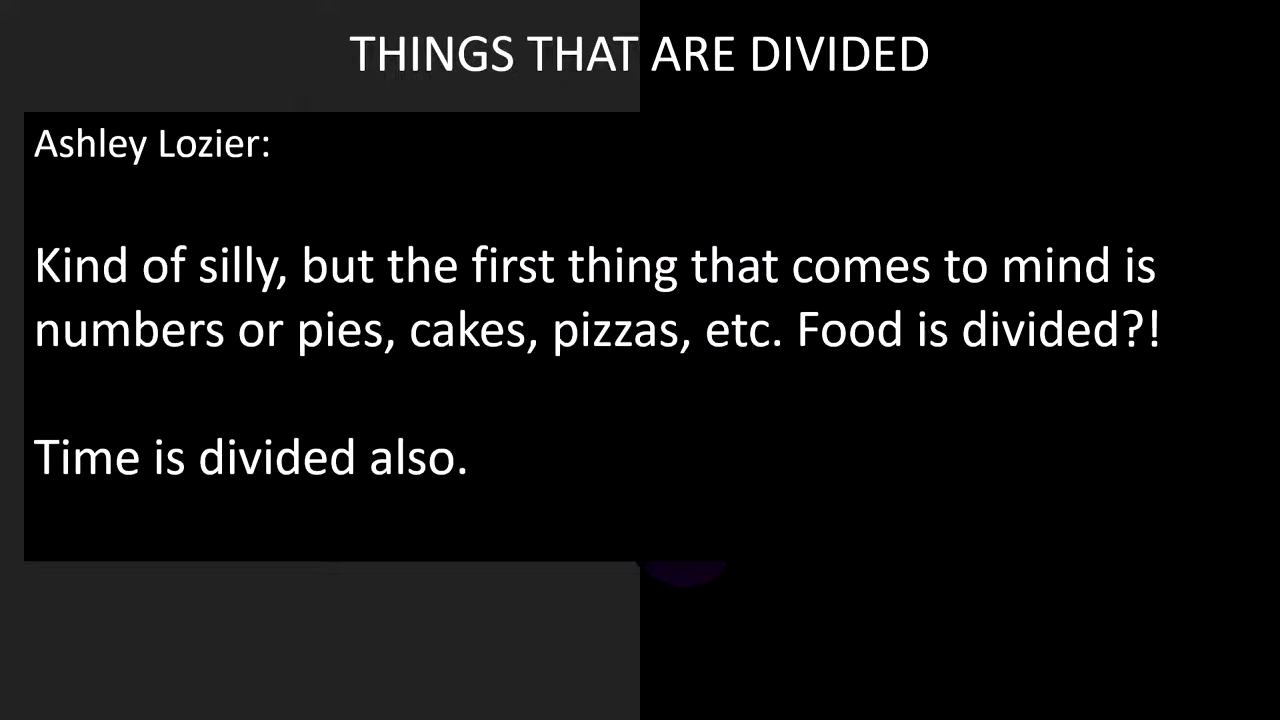 THINGS THAT ARE DIVIDED
Ashley Lozier:
Kind of silly, but the first thing that comes to mind is
numbers or pies, cakes, pizzas, etc. Food is divided?!
Time is divided also.